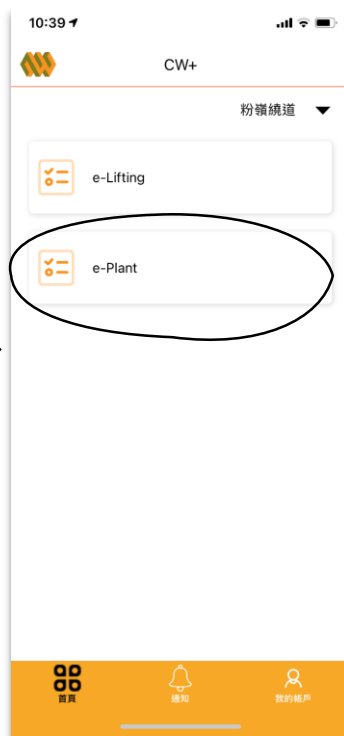 10:39
CW+
粉嶺繞道
e-Lifting
e-Plant
首頁
通知
我的帳戶